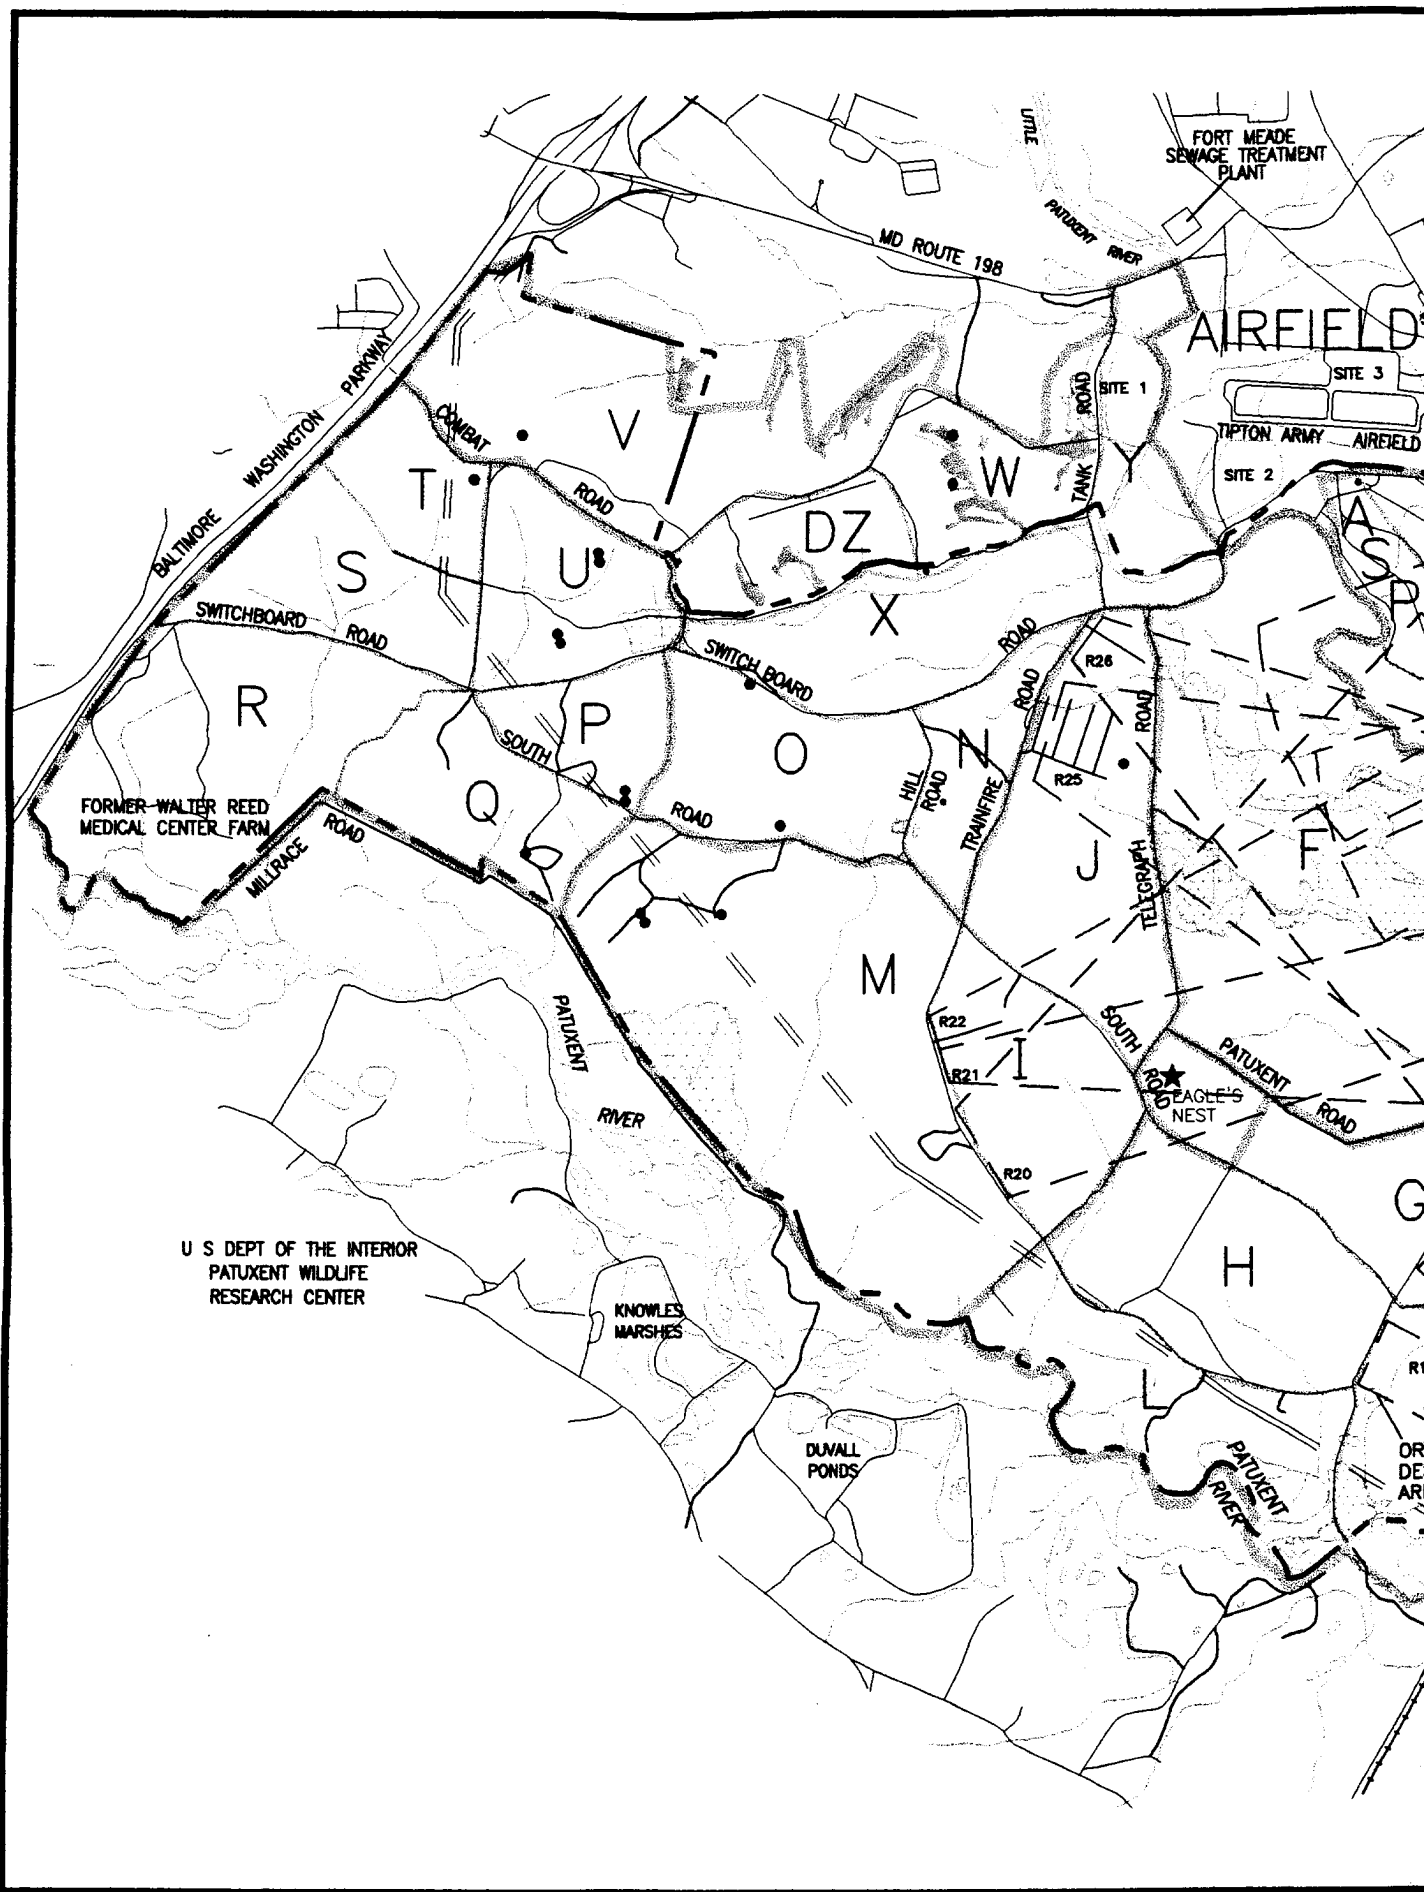 LITTLE
PATUXENT RIVER
FORT MEADE
SEWAGE TREATMENT
PLANT
MD ROUTE 198
AIRFIELD
SITE 3
SITE 1
TIPTON ARMY AIRFIELD
SITE 2
BALTIMORE WASHINGTON PARKWAY
COMBAT ROAD
TANK ROAD
V
T
W
Y
DZ
S
U
X
A
S
P
SWITCHBOARD ROAD
SWITCH BOARD ROAD
R26
R
P
O
N
ROAD
SOUTH ROAD
HILL
ROAD
R25
TRAINFIRE ROAD
TELEGRAPH ROAD
FORMER WALTER REED
MEDICAL CENTER FARM
MILLRACE ROAD
Q
J
F
M
R22
R21
I
SOUTH ROAD
PATUXENT ROAD
EAGLE'S
NEST
R20
PATUXENT
RIVER
G
H
U S DEPT OF THE INTERIOR
PATUXENT WILDLIFE
RESEARCH CENTER
KNOWLES
MARSHES
L
DUVALL
PONDS
PATUXENT
RIVER